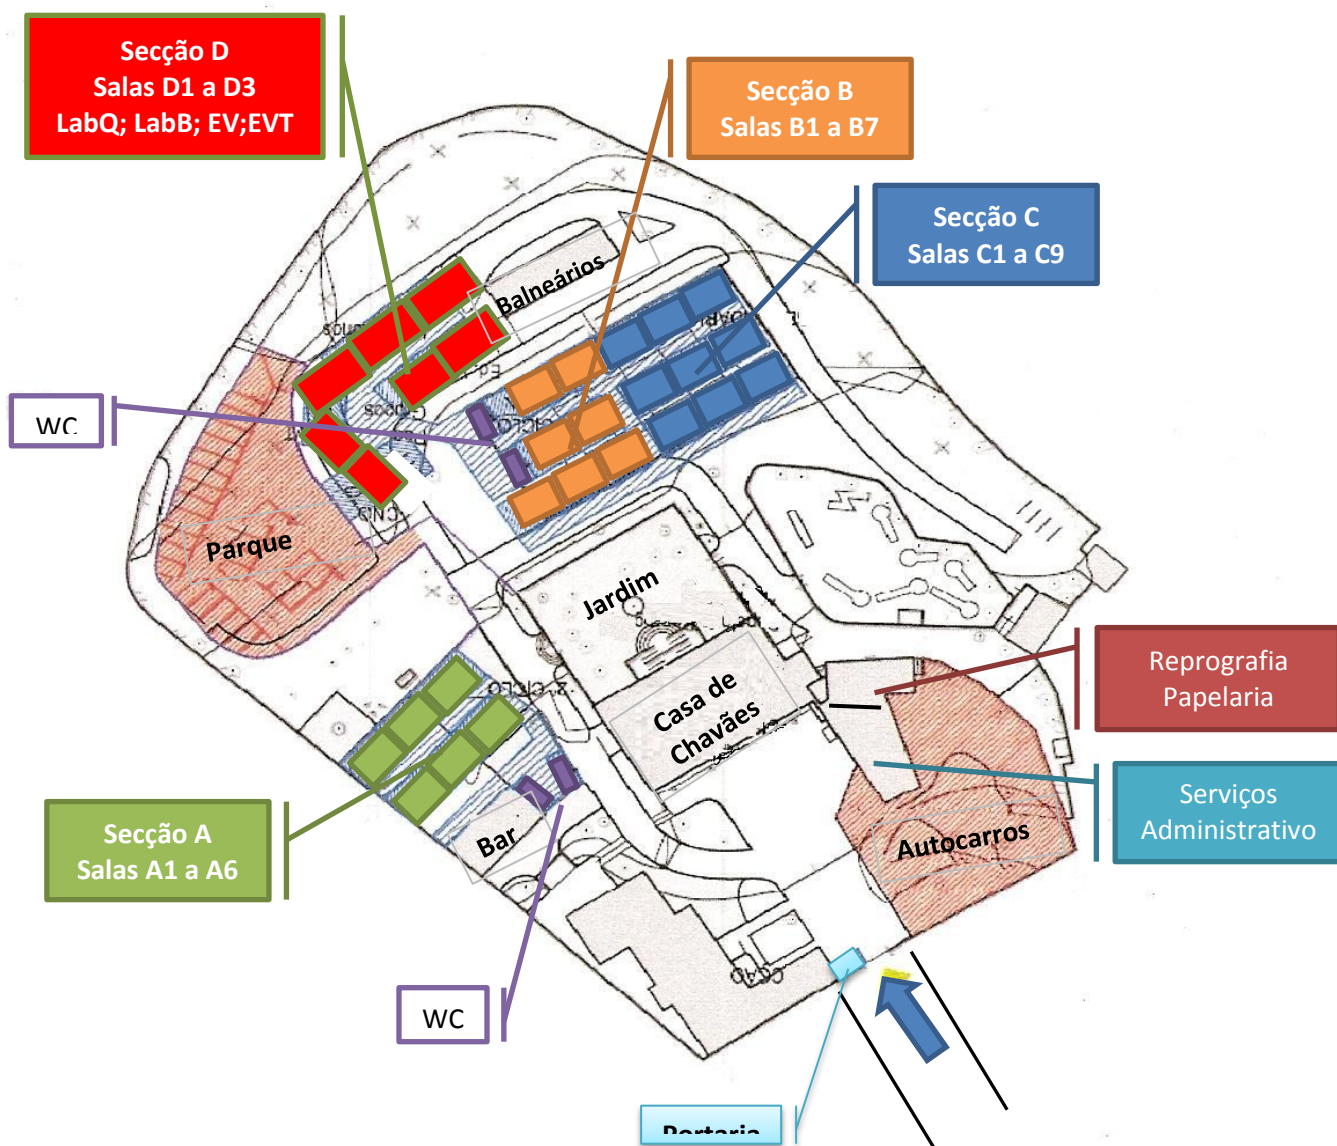 Secção D
Salas D1 a D3
LabQ; LabB; EV;EVT
Secção B
Salas B1 a B7
Secção C
Salas C1 a C9
Balneários
WC
Parque
Jardim
Casa de
Chavães
Reprografia
Papelaria
Serviços
Administrativo
Autocarros
Secção A
Salas A1 a A6
Bar
WC
Portaria